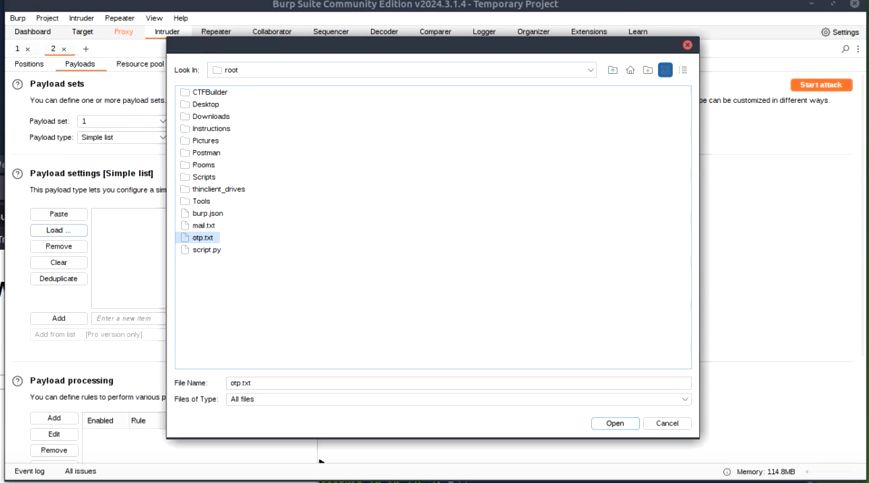 Burp Suite Community Edition v2024.3.1.4 - Temporary Project
Burp Project Intruder Repeater View Help
Dashboard Target Proxy Intruder Repeater Collaborator Sequencer Decoder Comparer Logger Organizer Extensions Learn Settings
1 × 2 × +
Positions Payloads Resource pool
Payload sets
Start attack
You can define one or more payload sets.
be can be customized in different ways.
Payload set: 1
Payload type: Simple list
Payload settings [Simple list]
This payload type lets you configure a sim
Paste
Load ...
Remove
Clear
Deduplicate
Add Enter a new item
Add from list ... [Pro version only]
Payload processing
You can define rules to perform various p
Add Enabled Rule
Edit
Remove
Look In: root
CTFBuilder
Desktop
Downloads
Instructions
Pictures
Postman
Rooms
Scripts
thinclient_drives
Tools
burp.json
mail.txt
otp.txt
script.py
File Name: otp.txt
Files of Type: All files
Open Cancel
Event log All issues
Memory: 114.8MB